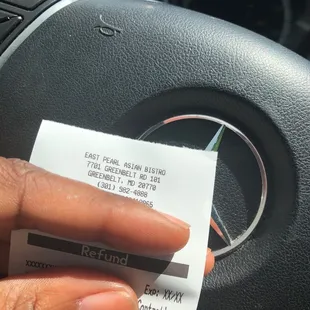 EAST PEARL ASIAN BISTRO
7701 GREENBELT RD 101
GREENBELT, MD 20770
(301) 982-4888
Refund
Exp: XX/XX